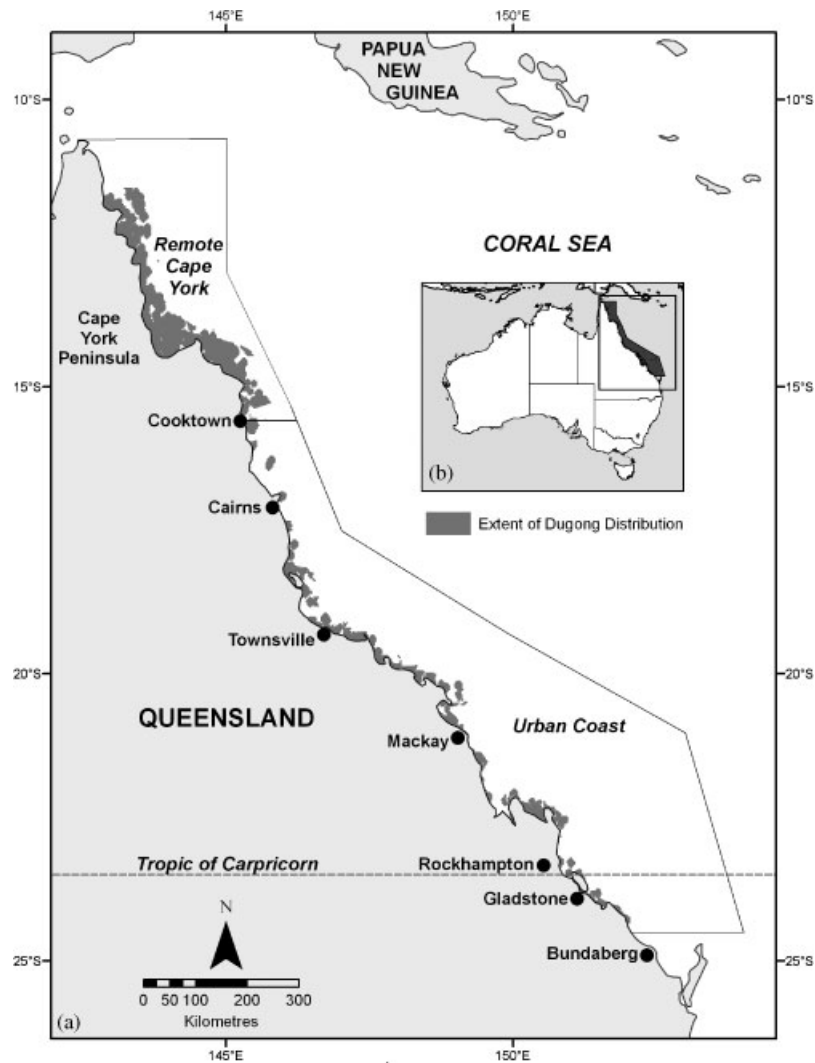 145°E
150°E
PAPUA
NEW
GUINEA
10°S
10°S
CORAL SEA
Remote
Cape
York
Cape
York
Peninsula
(b)
15°S
15°S
Cooktown
Extent of Dugong Distribution
Cairns
Townsville
20°S
20°S
QUEENSLAND
Urban Coast
Mackay
Tropic of Carpricorn
Rockhampton
Gladstone
N
Bundaberg
25°S
25°S
0 50 100 200 300
Kilometres
(a)
145°E
150°E